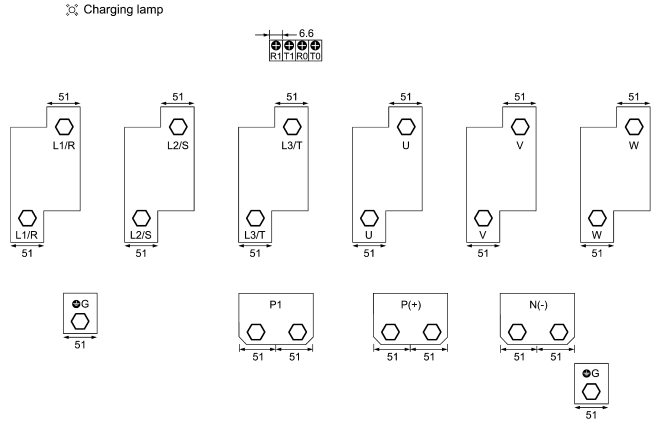 Charging lamp
6.6
R1 T1 R0 T0
51 51 51 51 51 51
L1/R L2/S L3/T U V W
L1/R L2/S L3/T U V W
51 51 51 51 51 51
G P1 P(+) N(-)
51 51 51 51 51 51 51
G
51